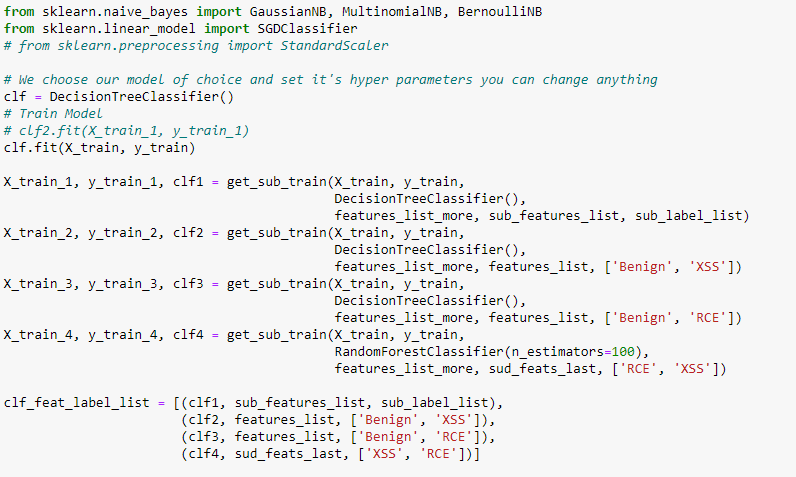 from sklearn.naive_bayes import GaussianNB, MultinomialNB, BernoulliNB
from sklearn.linear_model import SGDClassifier
# from sklearn.preprocessing import StandardScaler
# We choose our model of choice and set it's hyper parameters you can change anything
clf = DecisionTreeClassifier()
# Train Model
# clf2.fit(X_train_1, y_train_1)
clf.fit(X_train, y_train)
X_train_1, y_train_1, clf1 = get_sub_train(X_train, y_train,
DecisionTreeClassifier(),
features_list_more, sub_features_list, sub_label_list)
X_train_2, y_train_2, clf2 = get_sub_train(X_train, y_train,
DecisionTreeClassifier(),
features_list_more, features_list, ['Benign', 'XSS'])
X_train_3, y_train_3, clf3 = get_sub_train(X_train, y_train,
DecisionTreeClassifier(),
features_list_more, features_list, ['Benign', 'RCE'])
X_train_4, y_train_4, clf4 = get_sub_train(X_train, y_train,
RandomForestClassifier(n_estimators=100),
features_list_more, sud_feats_last, ['RCE', 'XSS'])
clf_feat_label_list = [(clf1, sub_features_list, sub_label_list),
(clf2, features_list, ['Benign', 'XSS']),
(clf3, features_list, ['Benign', 'RCE']),
(clf4, sud_feats_last, ['XSS', 'RCE'])]